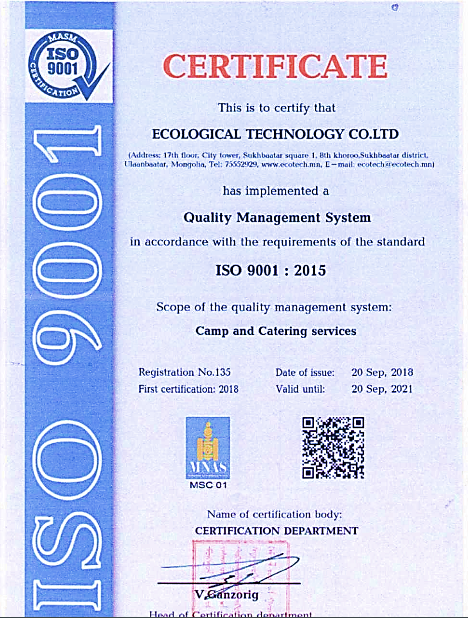 MASM
ISO
9001
CERTIFICATION
ISO 9001
CERTIFICATE
This is to certify that
ECOLOGICAL TECHNOLOGY CO.LTD
(Address: 17th floor, City tower, Sukhbaatar square 1, 8th khoroo,Sukhbaatar district,
Ulaanbaatar, Mongolia, Tel: 75552929, www.ecotech.mn, E-mail: ecotech@ecotech.mn)
has implemented a
Quality Management System
in accordance with the requirements of the standard
ISO 9001 : 2015
Scope of the quality management system:
Camp and Catering services
Registration No.135
Date of issue: 20 Sep, 2018
First certification: 2018
Valid until: 20 Sep, 2021
MNAS
MSC 01
Name of certification body:
CERTIFICATION DEPARTMENT
V.Ganzorig
Head of Certification department